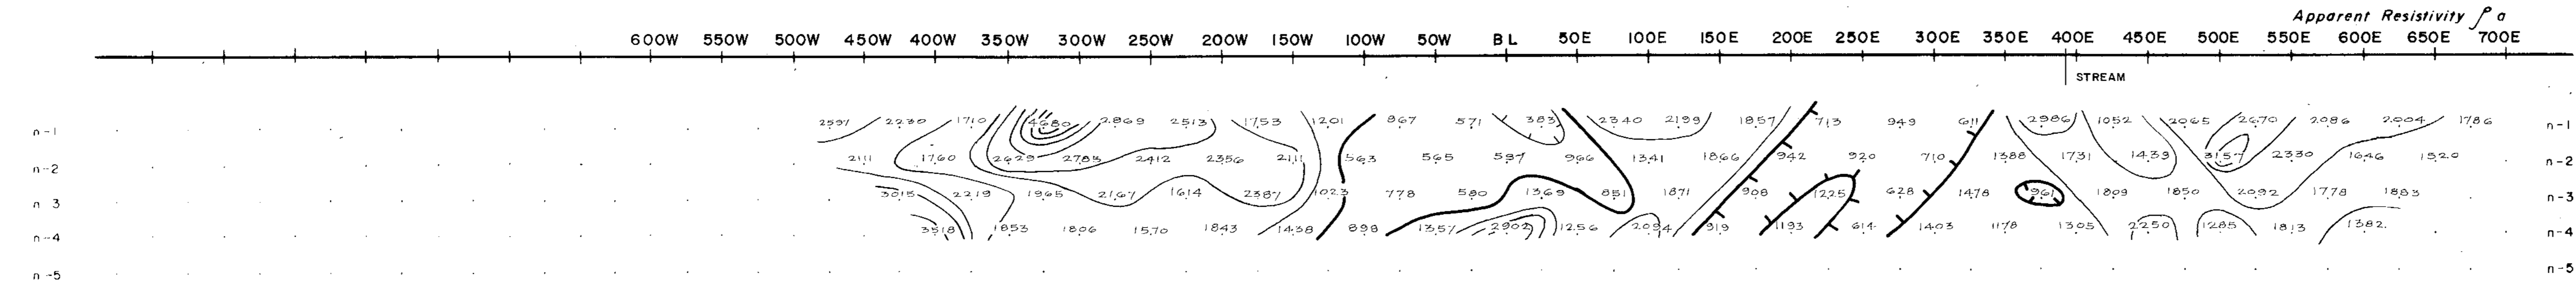 Apparent Resistivity ρ a
600W 550W 500W 450W 400W 350W 300W 250W 200W 150W 100W 50W BL 50E 100E 150E 200E 250E 300E 350E 400E 450E 500E 550E 600E 650E 700E
STREAM
n-1 2597 2230 1710 4680 2869 2513 1753 1201 867 571 383 2340 2199 1857 713 949 611 2986 1052 2065 2670 2086 2004 1786 n-1
n-2 2111 1760 2629 2783 2412 2356 2111 563 565 597 966 1341 1866 942 920 710 1388 1731 1439 3157 2330 1646 1520 n-2
n 3 3015 2219 1965 2167 1614 2387 1023 778 580 1369 851 1871 908 1225 628 1478 961 1809 1850 2092 1778 1883 n-3
n-4 3518 1853 1806 1570 1843 1438 898 1357 2902 1256 2094 919 1193 614 1403 1178 1305 2250 1285 1813 1382 n-4
n-5 n-5